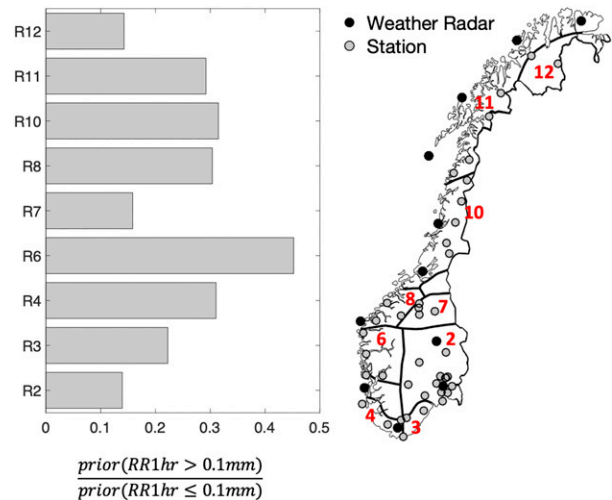 R12
R11
R10
R8
R7
R6
R4
R3
R2
0 0.1 0.2 0.3 0.4 0.5
prior(RR1hr > 0.1mm)
prior(RR1hr ≤ 0.1mm)
Weather Radar
Station
12
11
10
8
7
6
2
4
3